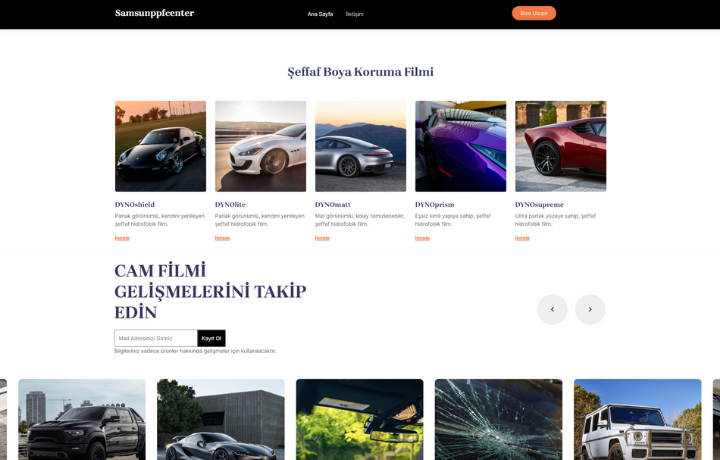 Samsunppfcenter
Ana Sayfa
İletişim
Bize Ulaşın
Şeffaf Boya Koruma Filmi
DYNOshield
Parlak görünümlü, kendini yenileyen
şeffaf hidrofobik film.
İncele
DYNOlite
Parlak görünümlü, kendini yenileyen
şeffaf hidrofobik film.
İncele
DYNOmatt
Mat görünümlü, kolay temizlenebilir,
şeffaf hidrofobik film.
İncele
DYNOprism
Eşsiz simli yapıya sahip, şeffaf
hidrofobik film.
İncele
DYNOsupreme
Ultra parlak yüzeye sahip, şeffaf
hidrofobik film.
İncele
CAM FİLMİ
GELİŞMELERİNİ TAKİP
EDİN
Mail Adresinizi Giriniz
Kayıt Ol
Bilgileriniz sadece ürünler hakkında gelişmeler için kullanılacaktır.